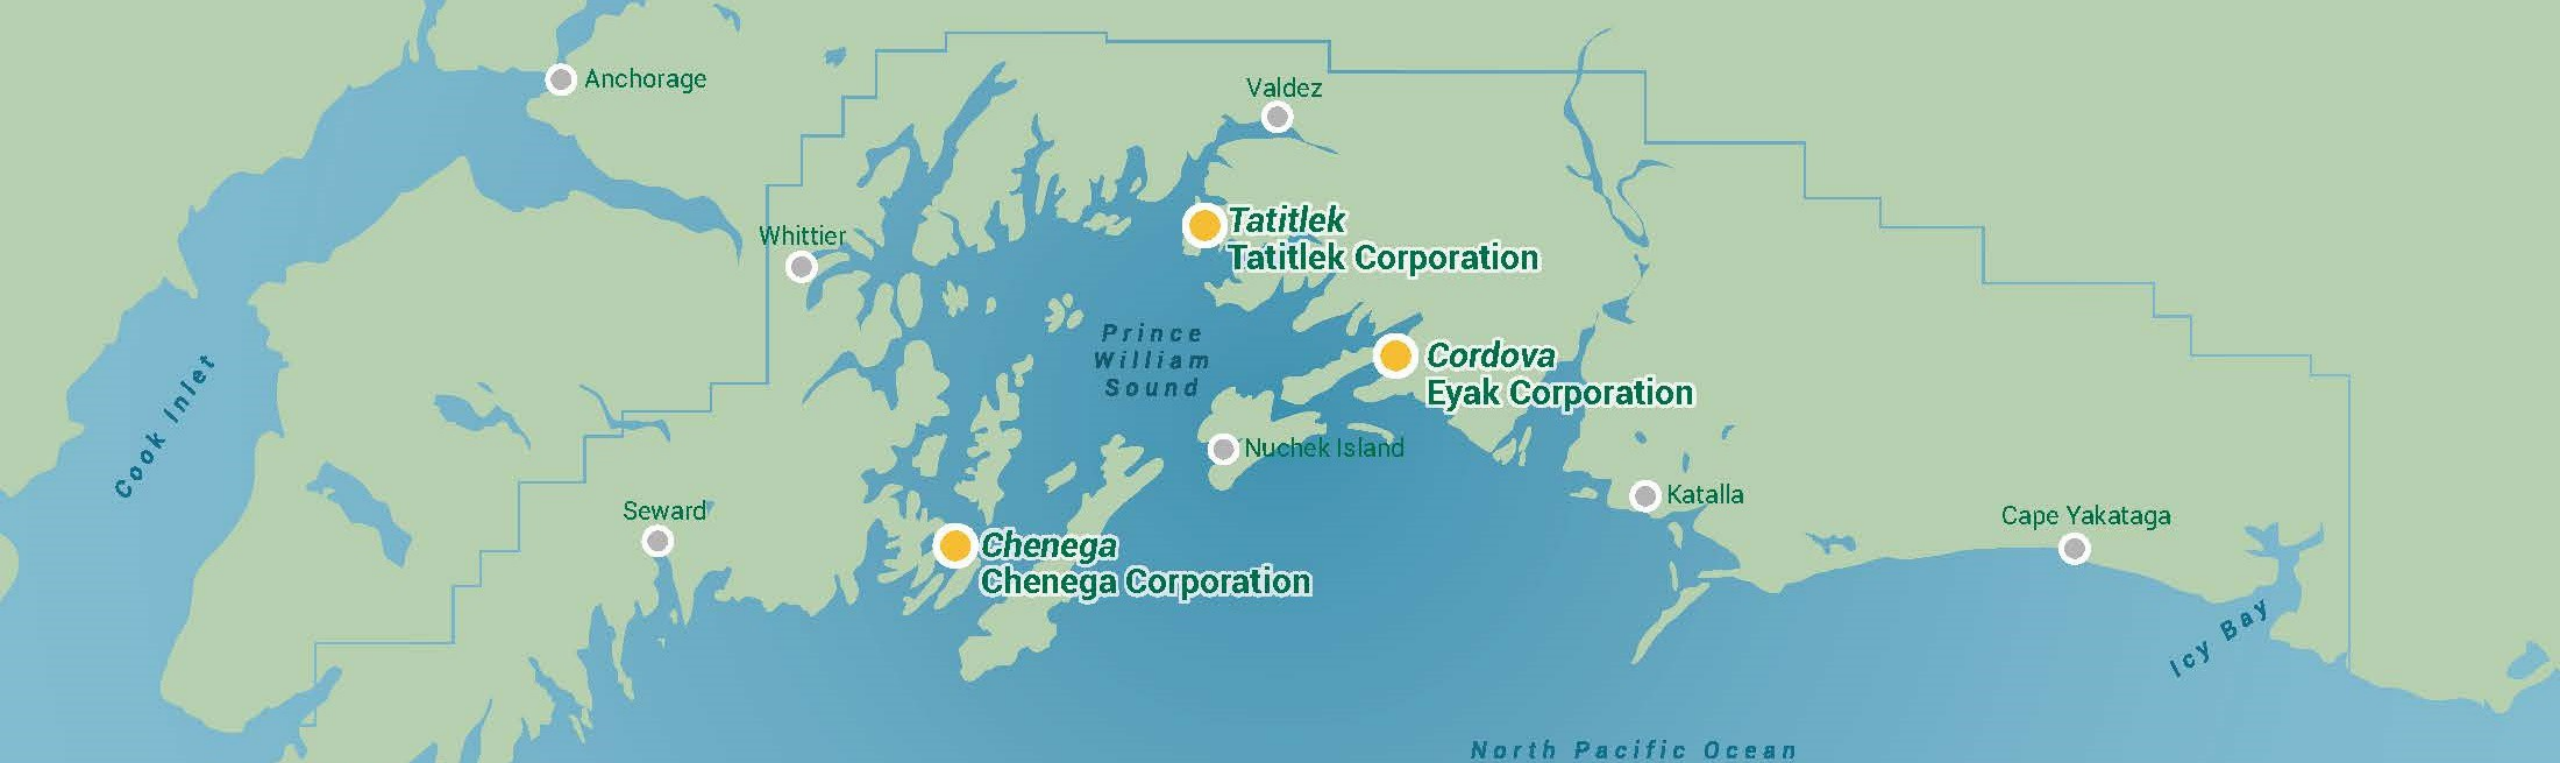 Anchorage
Valdez
Whittier
Tatitlek
Tatitlek Corporation
Prince
William
Sound
Cordova
Eyak Corporation
Cook Inlet
Nuchek Island
Katalla
Seward
Cape Yakataga
Chenega
Chenega Corporation
Icy Bay
North Pacific Ocean